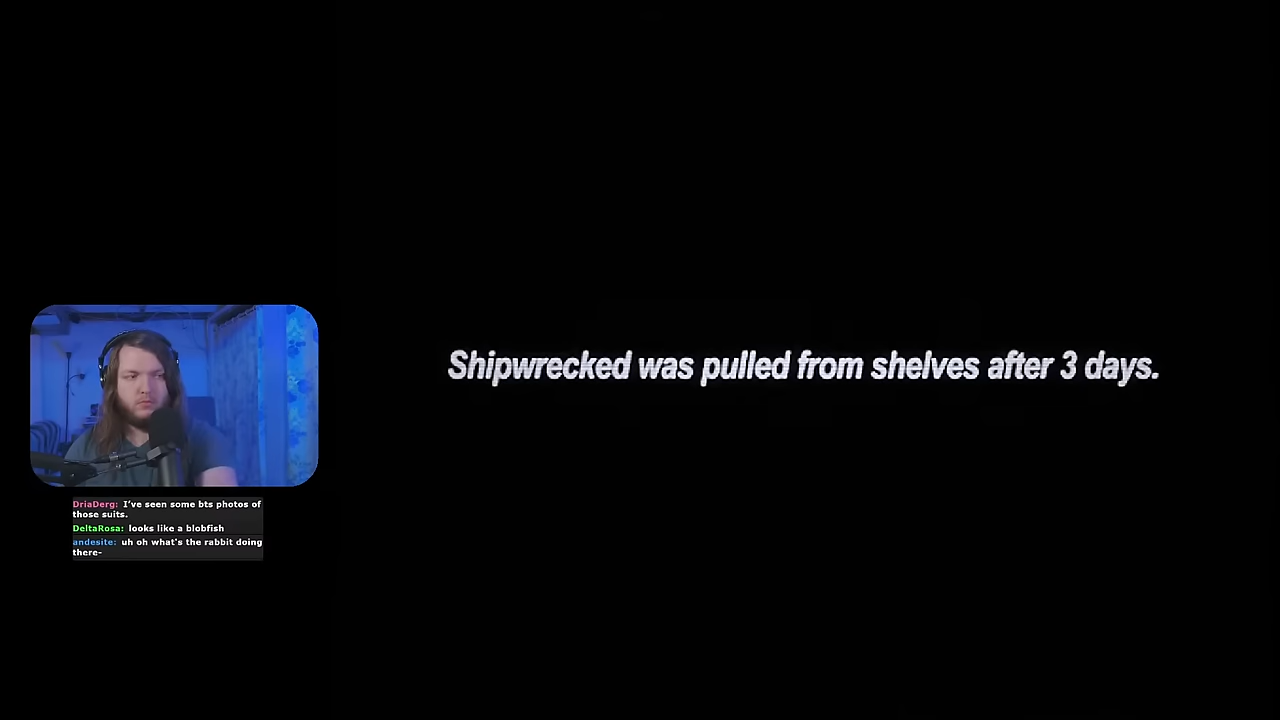 Shipwrecked was pulled from shelves after 3 days.
DriaDerg: I've seen some bts photos of
those suits.
DeltaRosa: looks like a blobfish
andesite: uh oh what's the rabbit doing
there-